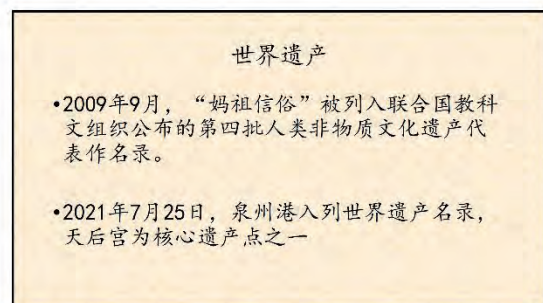 世界遗产
•2009年9月，“妈祖信俗”被列入联合国教科
文组织公布的第四批人类非物质文化遗产代
表作名录。
•2021年7月25日，泉州港入列世界遗产名录，
天后宫为核心遗产点之一